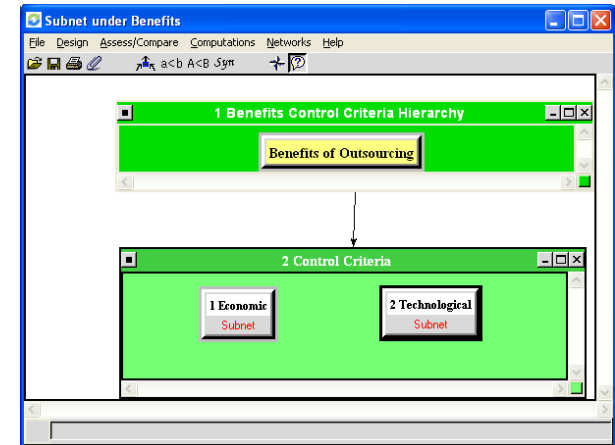 Subnet under Benefits
File Design Assess/Compare Computations Networks Help
a<b A<B Syn
1 Benefits Control Criteria Hierarchy
Benefits of Outsourcing
2 Control Criteria
1 Economic 2 Technological
Subnet Subnet